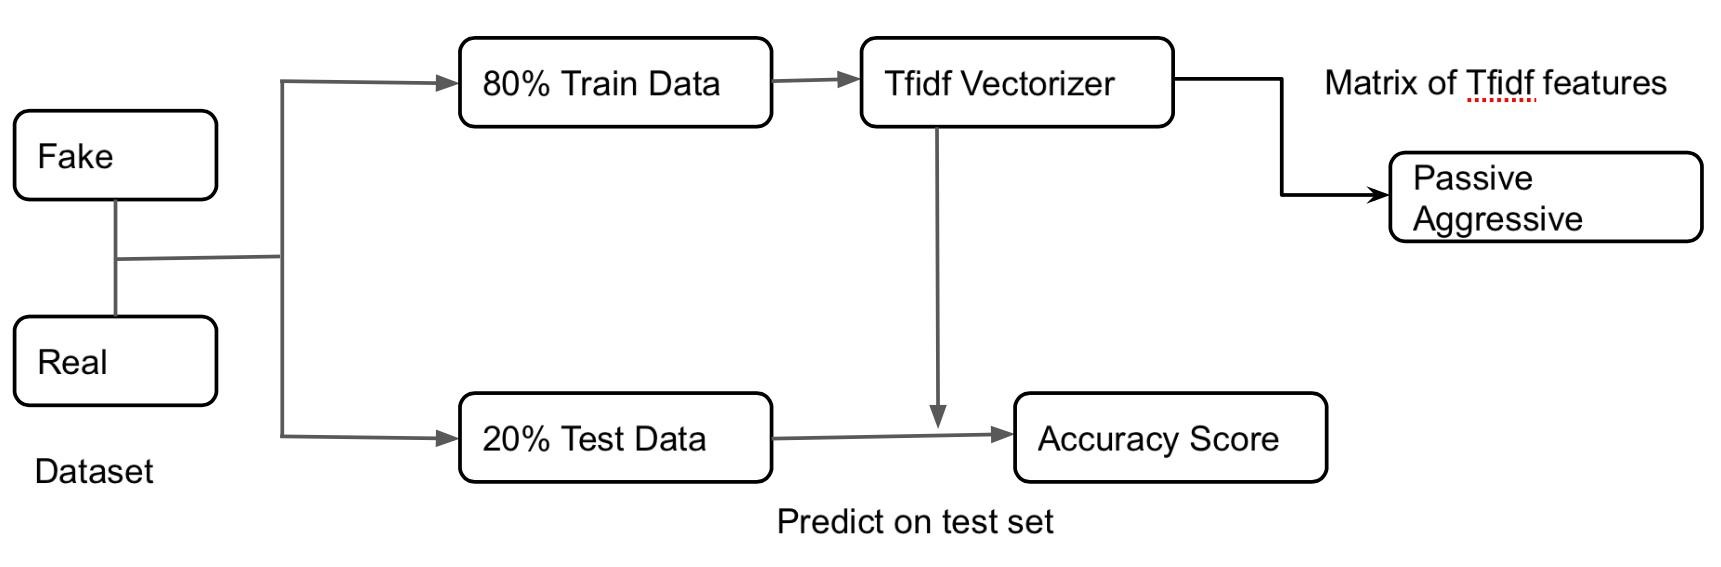 80% Train Data
Tfidf Vectorizer
Matrix of Tfidf features
Fake
Passive
Aggressive
Real
20% Test Data
Accuracy Score
Dataset
Predict on test set